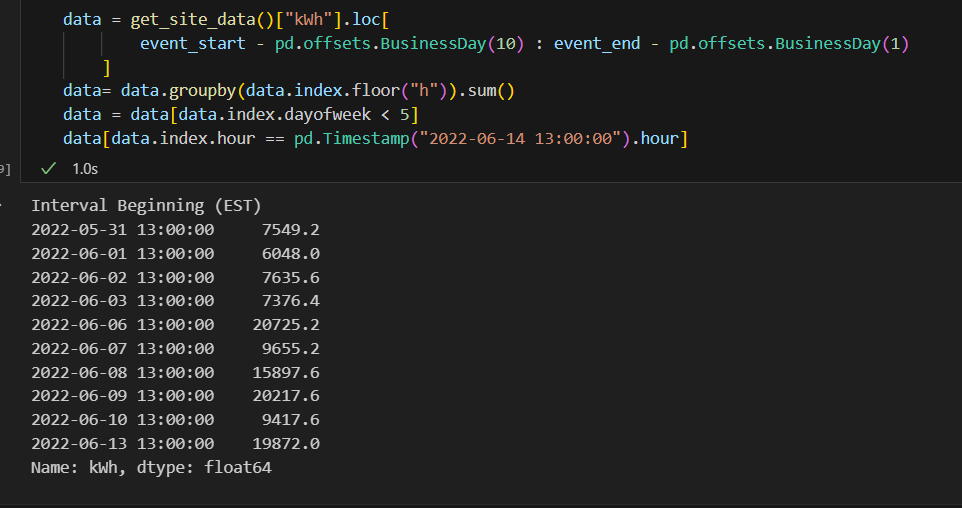 data = get_site_data()["kWh"].loc[
event_start - pd.offsets.BusinessDay(10) : event_end - pd.offsets.BusinessDay(1)
]
data= data.groupby(data.index.floor("h")).sum()
data = data[data.index.dayofweek < 5]
data[data.index.hour == pd.Timestamp("2022-06-14 13:00:00").hour]
9] 1.0s
Interval Beginning (EST)
2022-05-31 13:00:00 7549.2
2022-06-01 13:00:00 6048.0
2022-06-02 13:00:00 7635.6
2022-06-03 13:00:00 7376.4
2022-06-06 13:00:00 20725.2
2022-06-07 13:00:00 9655.2
2022-06-08 13:00:00 15897.6
2022-06-09 13:00:00 20217.6
2022-06-10 13:00:00 9417.6
2022-06-13 13:00:00 19872.0
Name: kWh, dtype: float64